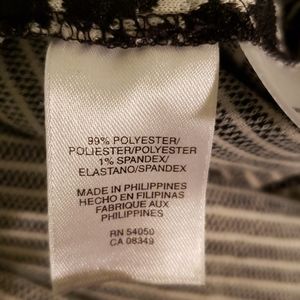 99% POLYESTER/
POLIESTER/POLYESTER
1% SPANDEX/
ELASTANO/SPANDEX
MADE IN PHILIPPINES
HECHO EN FILIPINAS
FABRIQUE AUX
PHILIPPINES
RN 54050
CA 08349